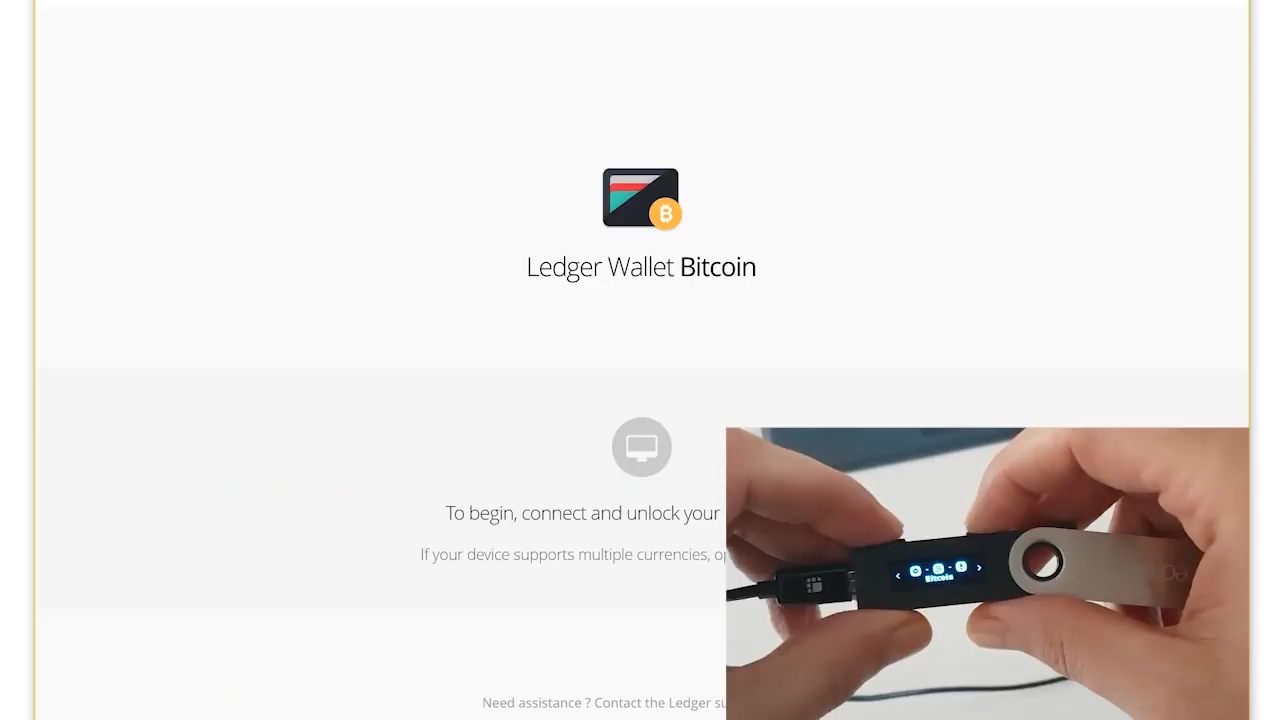 Ledger Wallet Bitcoin
To begin, connect and unlock your
If your device supports multiple currencies,
Bitcoin
Need assistance ? Contact the Ledger